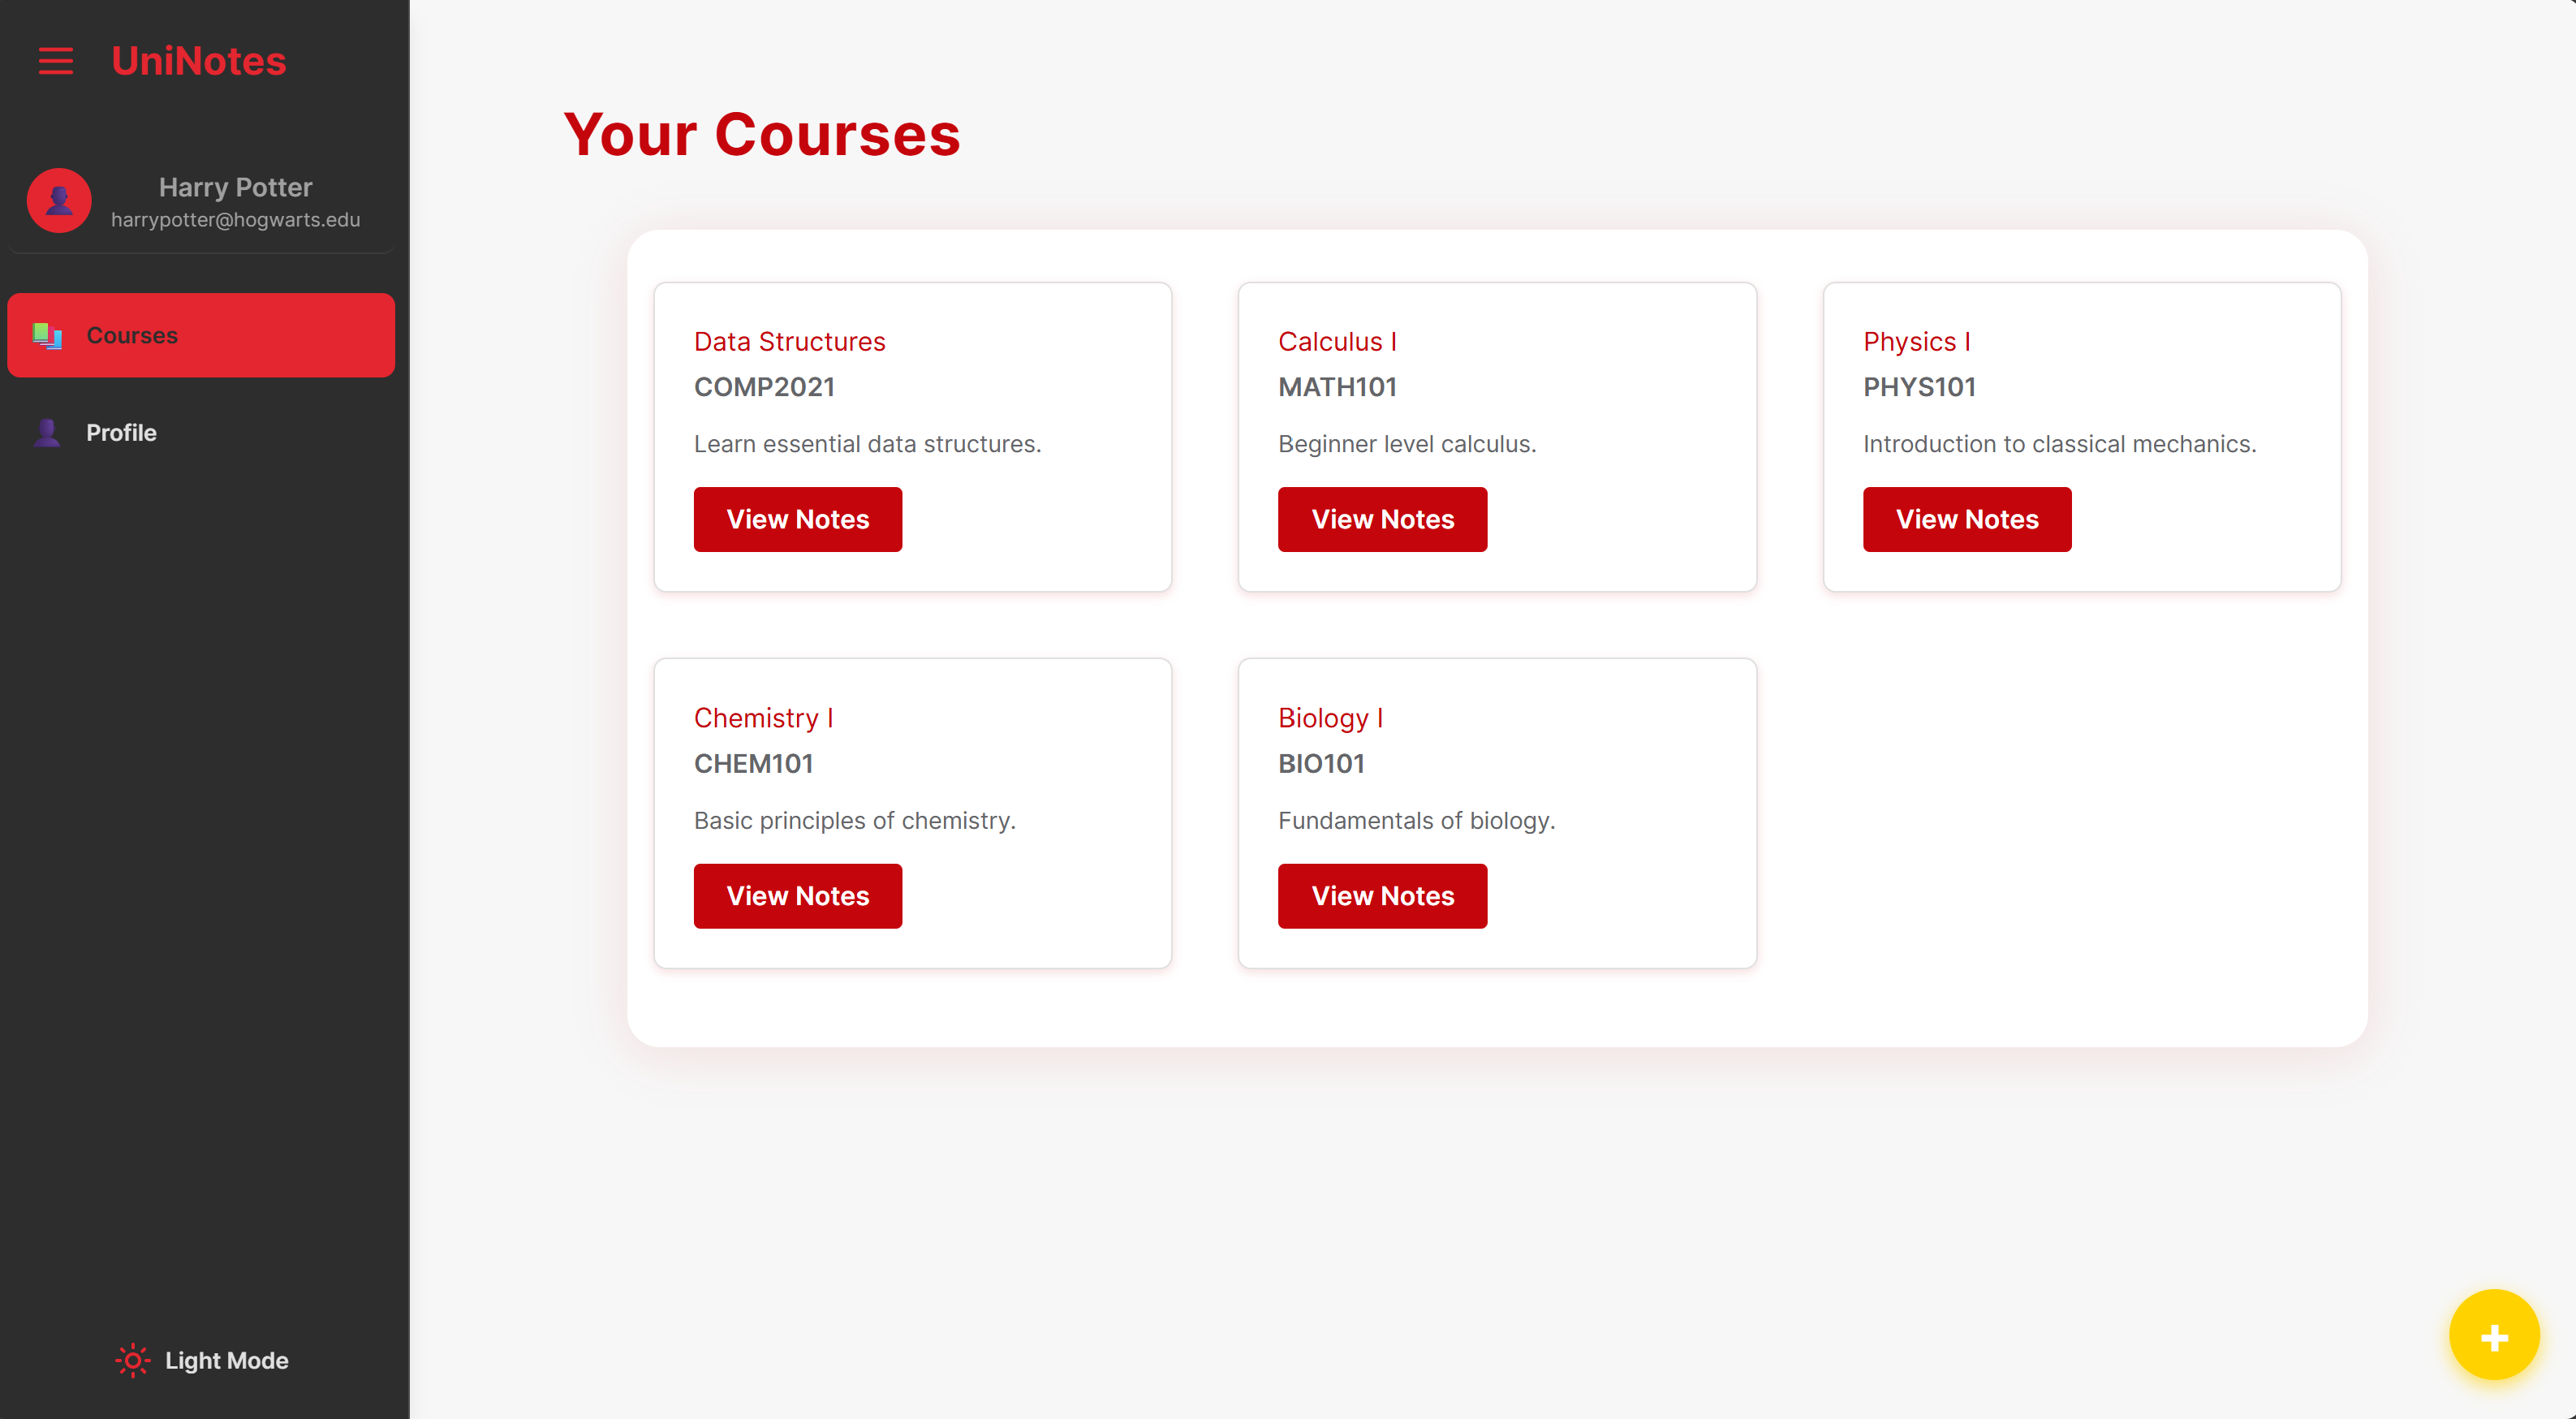 UniNotes
Harry Potter
harrypotter@hogwarts.edu
Courses
Profile
Light Mode
Your Courses
Data Structures
COMP2021
Learn essential data structures.
View Notes
Calculus I
MATH101
Beginner level calculus.
View Notes
Physics I
PHYS101
Introduction to classical mechanics.
View Notes
Chemistry I
CHEM101
Basic principles of chemistry.
View Notes
Biology I
BIO101
Fundamentals of biology.
View Notes
+